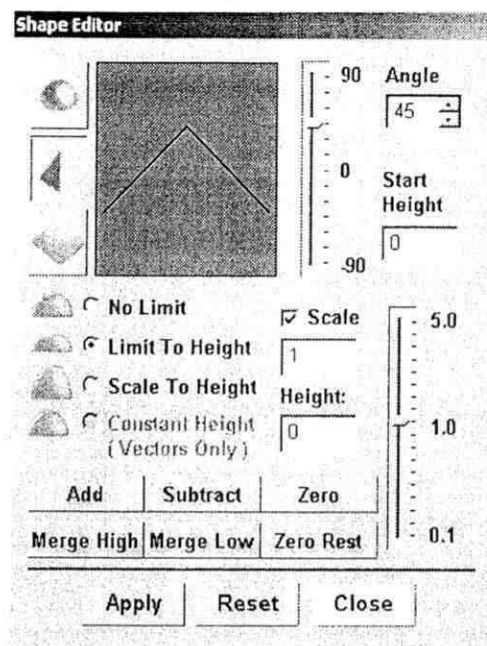 Shape Editor
90
Angle
45
0
Start
Height
0
-90
No Limit
Scale
5.0
Limit To Height
1
Scale To Height
Height:
Constant Height
0
1.0
( Vectors Only )
Add Subtract Zero
Merge High Merge Low Zero Rest
0.1
Apply Reset Close